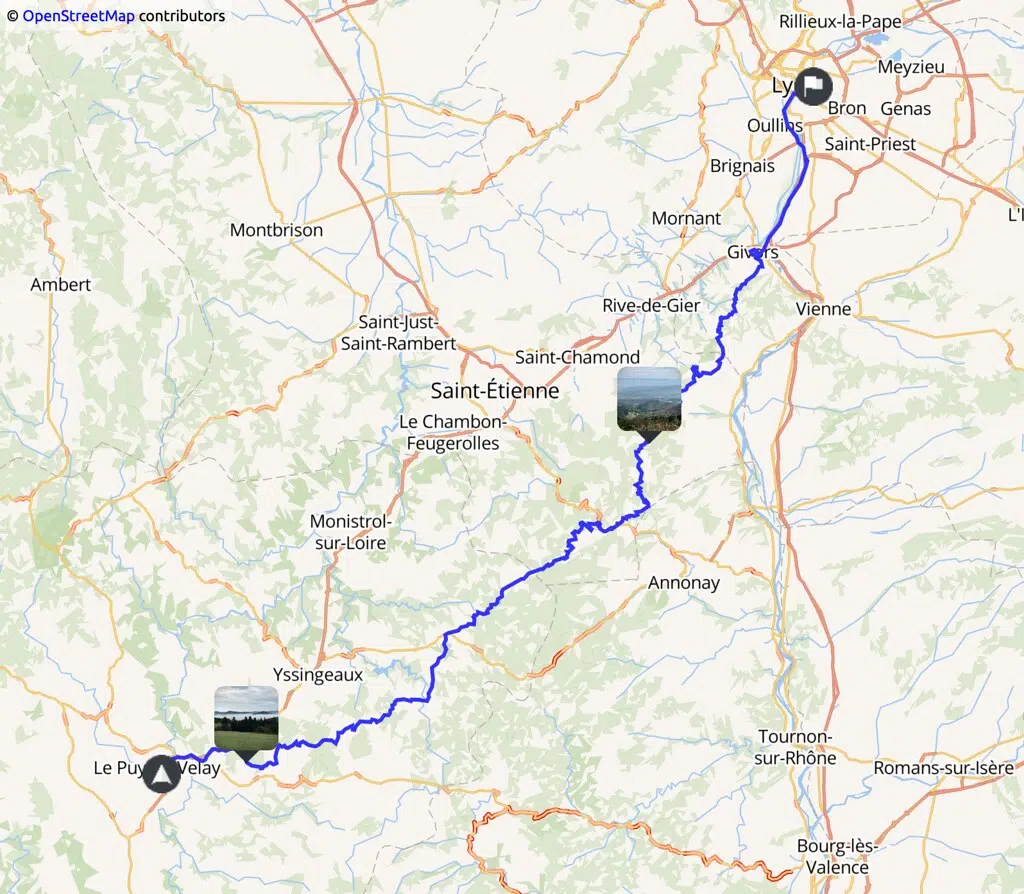 © OpenStreetMap contributors
Rillieux-la-Pape
Meyzieu
Ly
Bron
Genas
Oullins
Saint-Priest
Brignais
Mornant
L'I
Montbrison
Givors
Ambert
Rive-de-Gier
Vienne
Saint-Just-
Saint-Rambert
Saint-Chamond
Saint-Étienne
Le Chambon-
Feugerolles
Monistrol-
sur-Loire
Annonay
Yssingeaux
Tournon-
sur-Rhône
Le Puy Velay
Romans-sur-Isère
Bourg-lès-
Valence